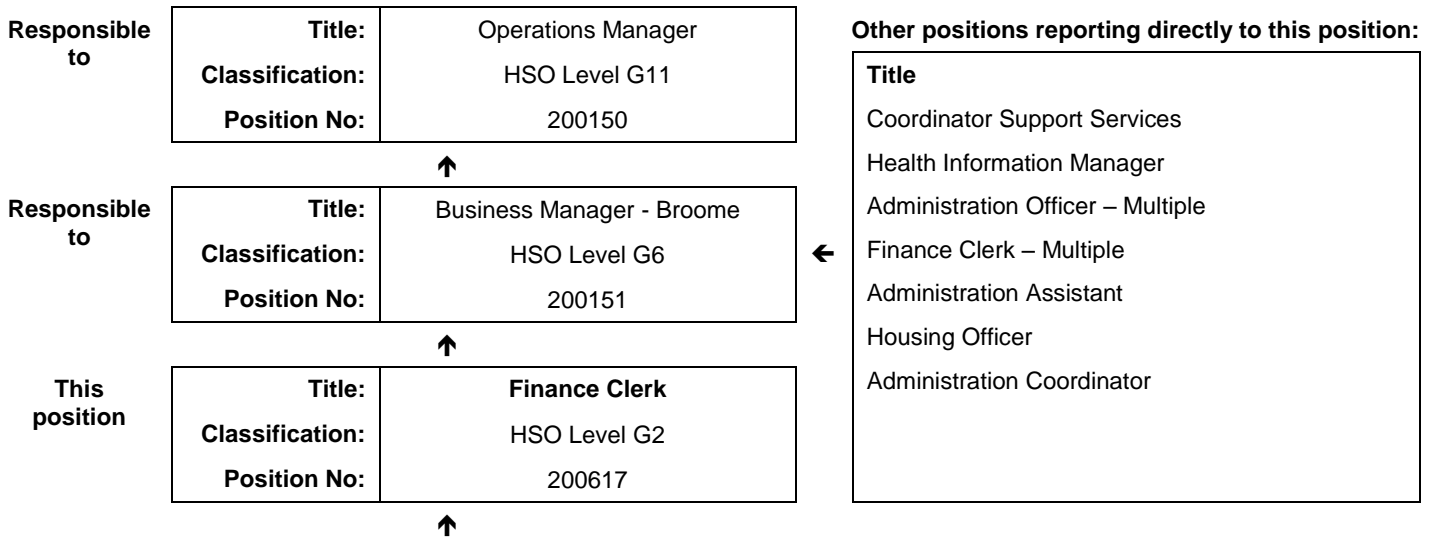 Responsible to
Title: Operations Manager
Classification: HSO Level G11
Position No: 200150
🡩
Responsible to
Title: Business Manager - Broome
Classification: HSO Level G6
Position No: 200151
🡩
This position
Title: Finance Clerk
Classification: HSO Level G2
Position No: 200617
🡩
🡨
Other positions reporting directly to this position:
Title
Coordinator Support Services
Health Information Manager
Administration Officer – Multiple
Finance Clerk – Multiple
Administration Assistant
Housing Officer
Administration Coordinator